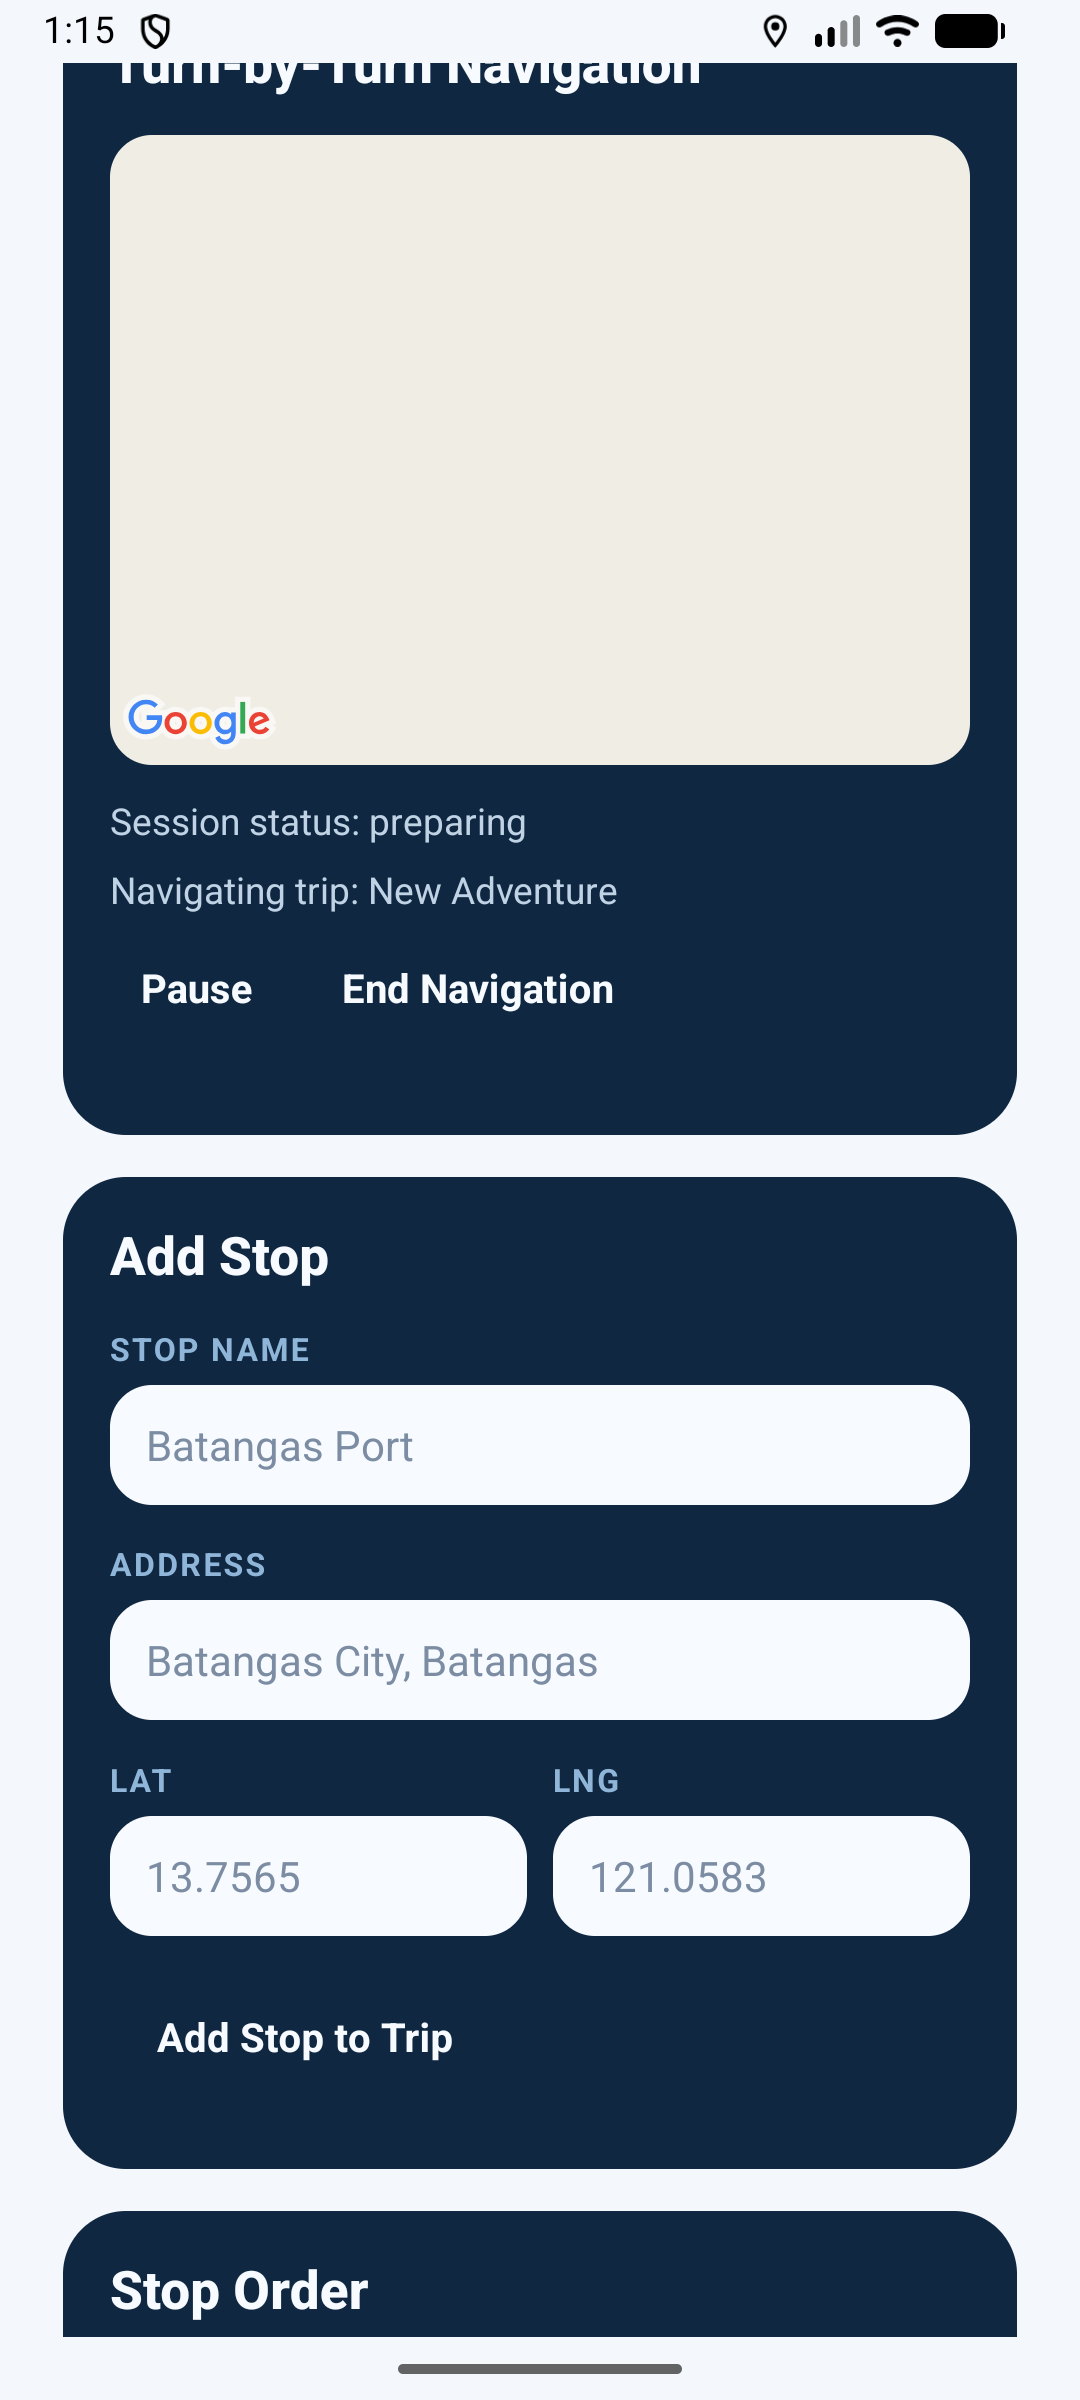 1:15
Turn-by-Turn Navigation
Google
Session status: preparing
Navigating trip: New Adventure
Pause End Navigation
Add Stop
STOP NAME
Batangas Port
ADDRESS
Batangas City, Batangas
LAT LNG
13.7565 121.0583
Add Stop to Trip
Stop Order